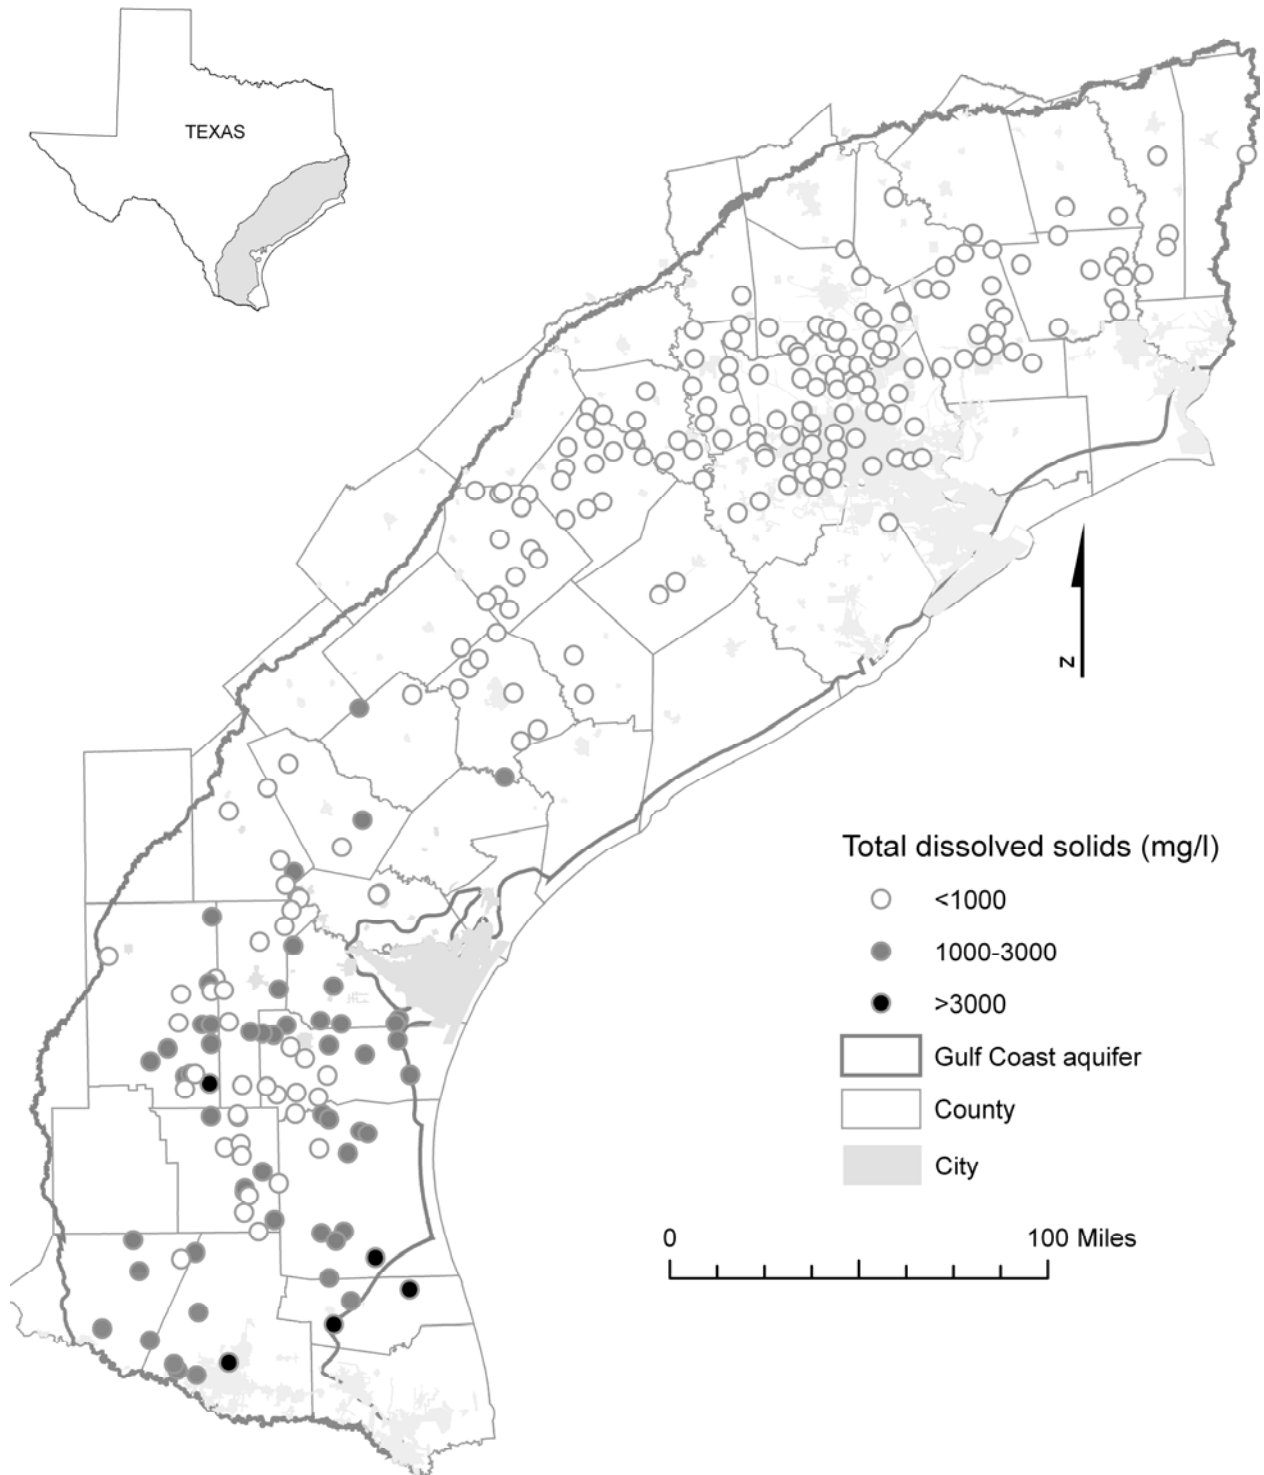 TEXAS
N
Total dissolved solids (mg/l)
<1000
1000-3000
>3000
Gulf Coast aquifer
County
City
0 100 Miles